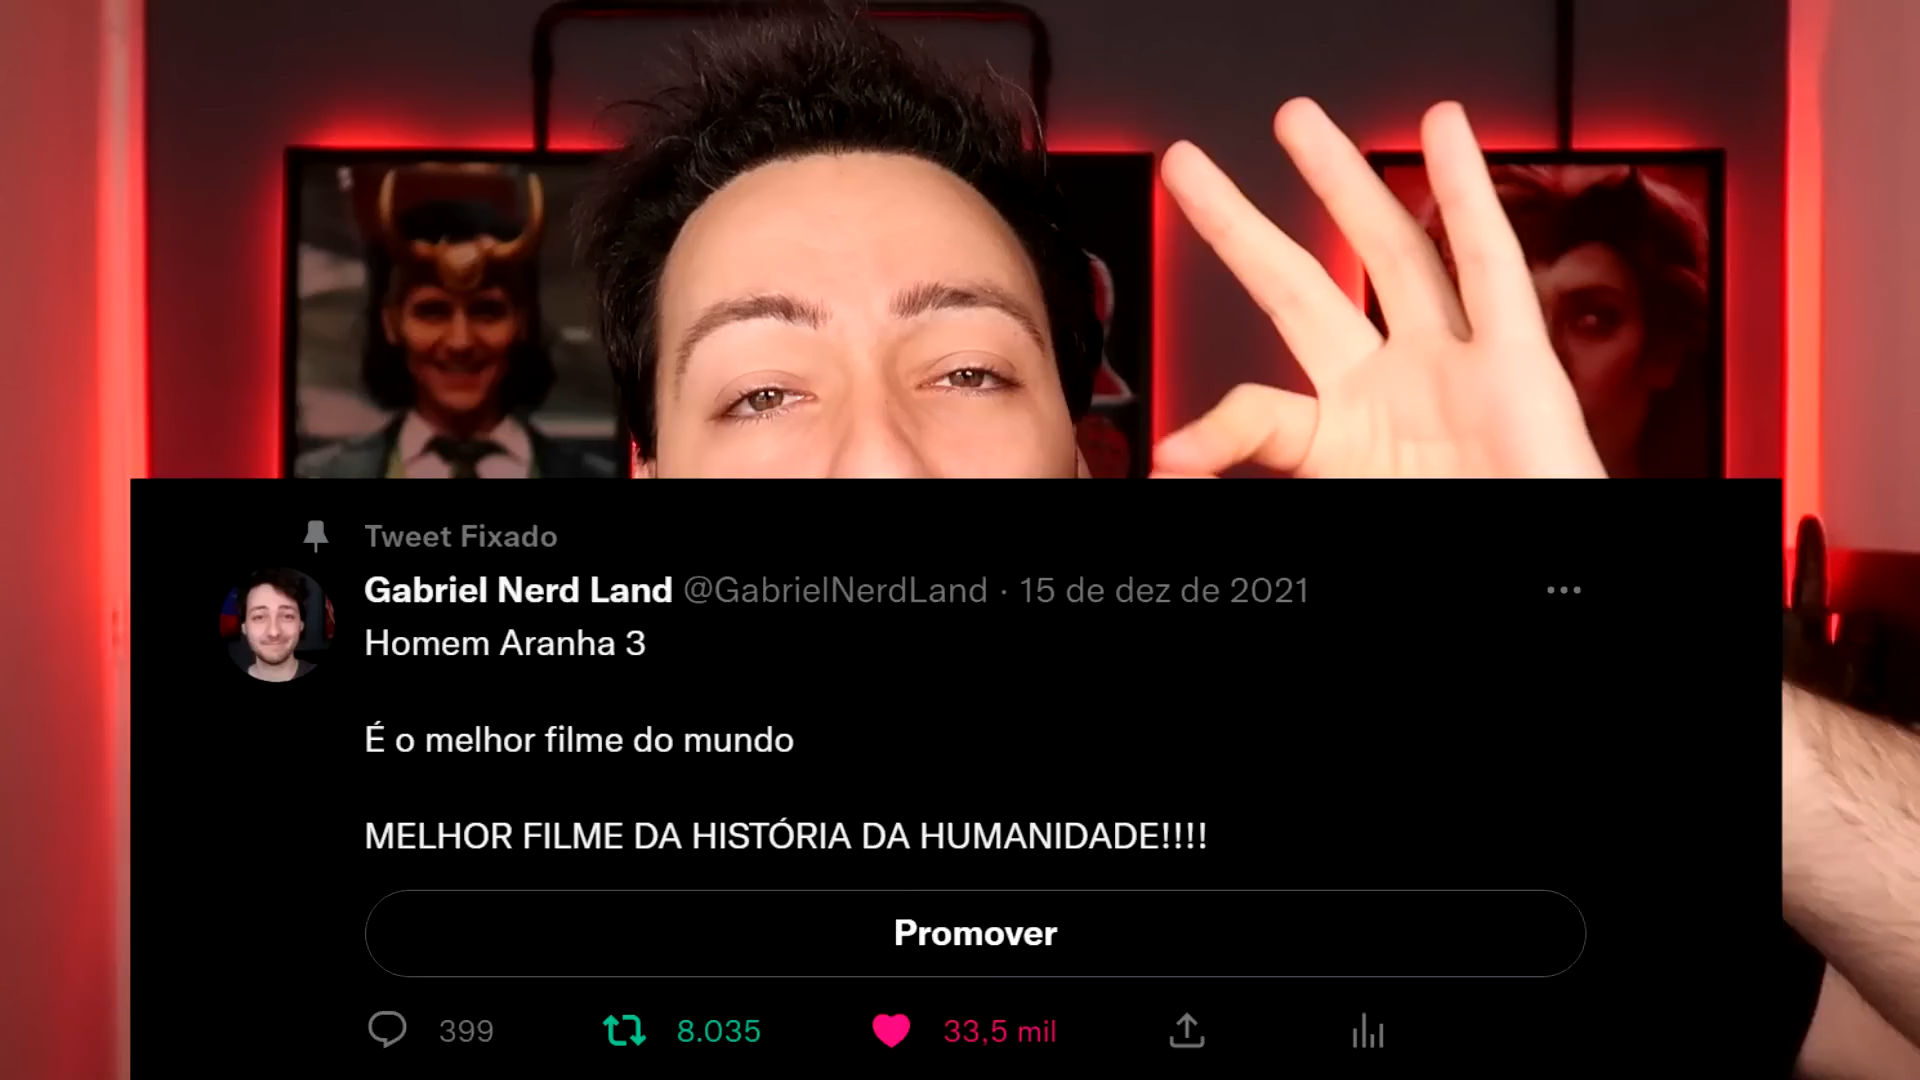 Tweet Fixado
Gabriel Nerd Land @GabrielNerdLand · 15 de dez de 2021
Homem Aranha 3
É o melhor filme do mundo
MELHOR FILME DA HISTÓRIA DA HUMANIDADE!!!!
Promover
399 8.035 33,5 mil